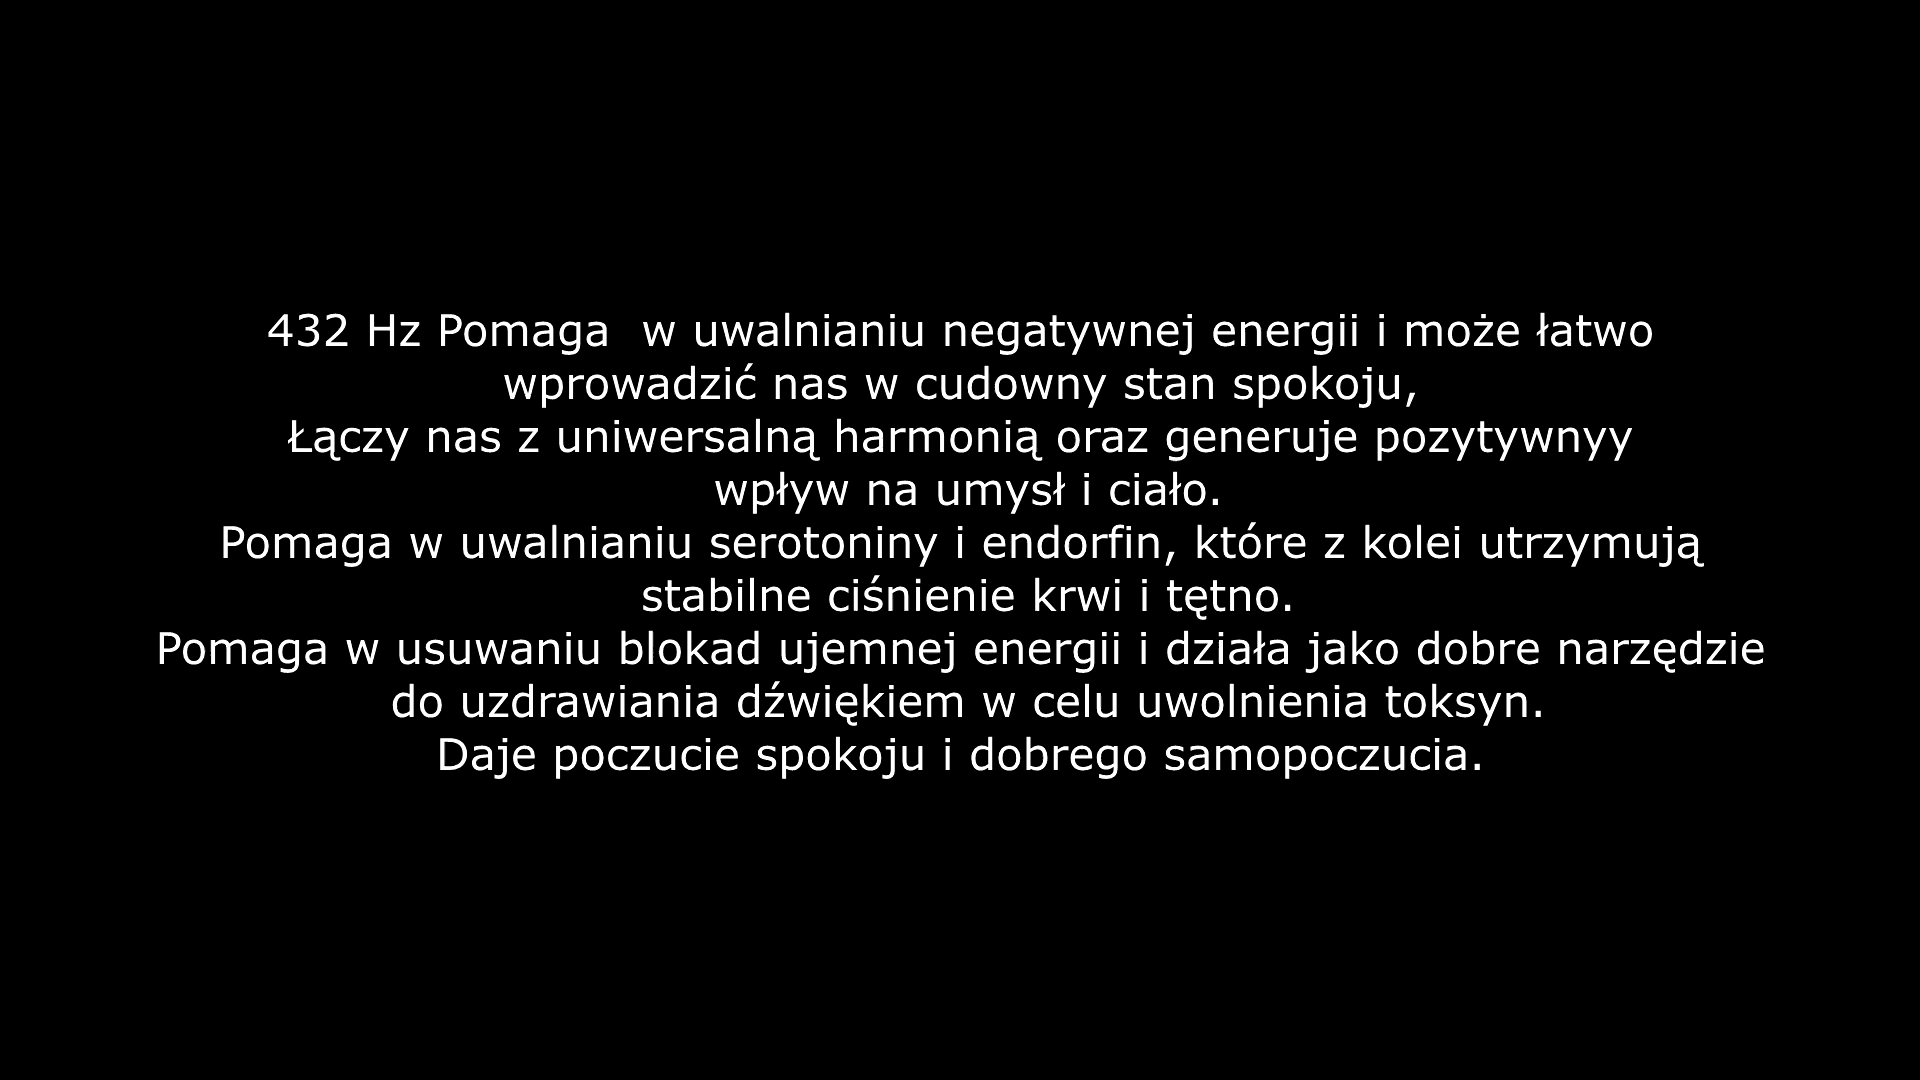 432 Hz Pomaga  w uwalnianiu negatywnej energii i może łatwo
wprowadzić nas w cudowny stan spokoju,
Łączy nas z uniwersalną harmonią oraz generuje pozytywnyy
wpływ na umysł i ciało.
Pomaga w uwalnianiu serotoniny i endorfin, które z kolei utrzymują
stabilne ciśnienie krwi i tętno.
Pomaga w usuwaniu blokad ujemnej energii i działa jako dobre narzędzie
do uzdrawiania dźwiękiem w celu uwolnienia toksyn.
Daje poczucie spokoju i dobrego samopoczucia.